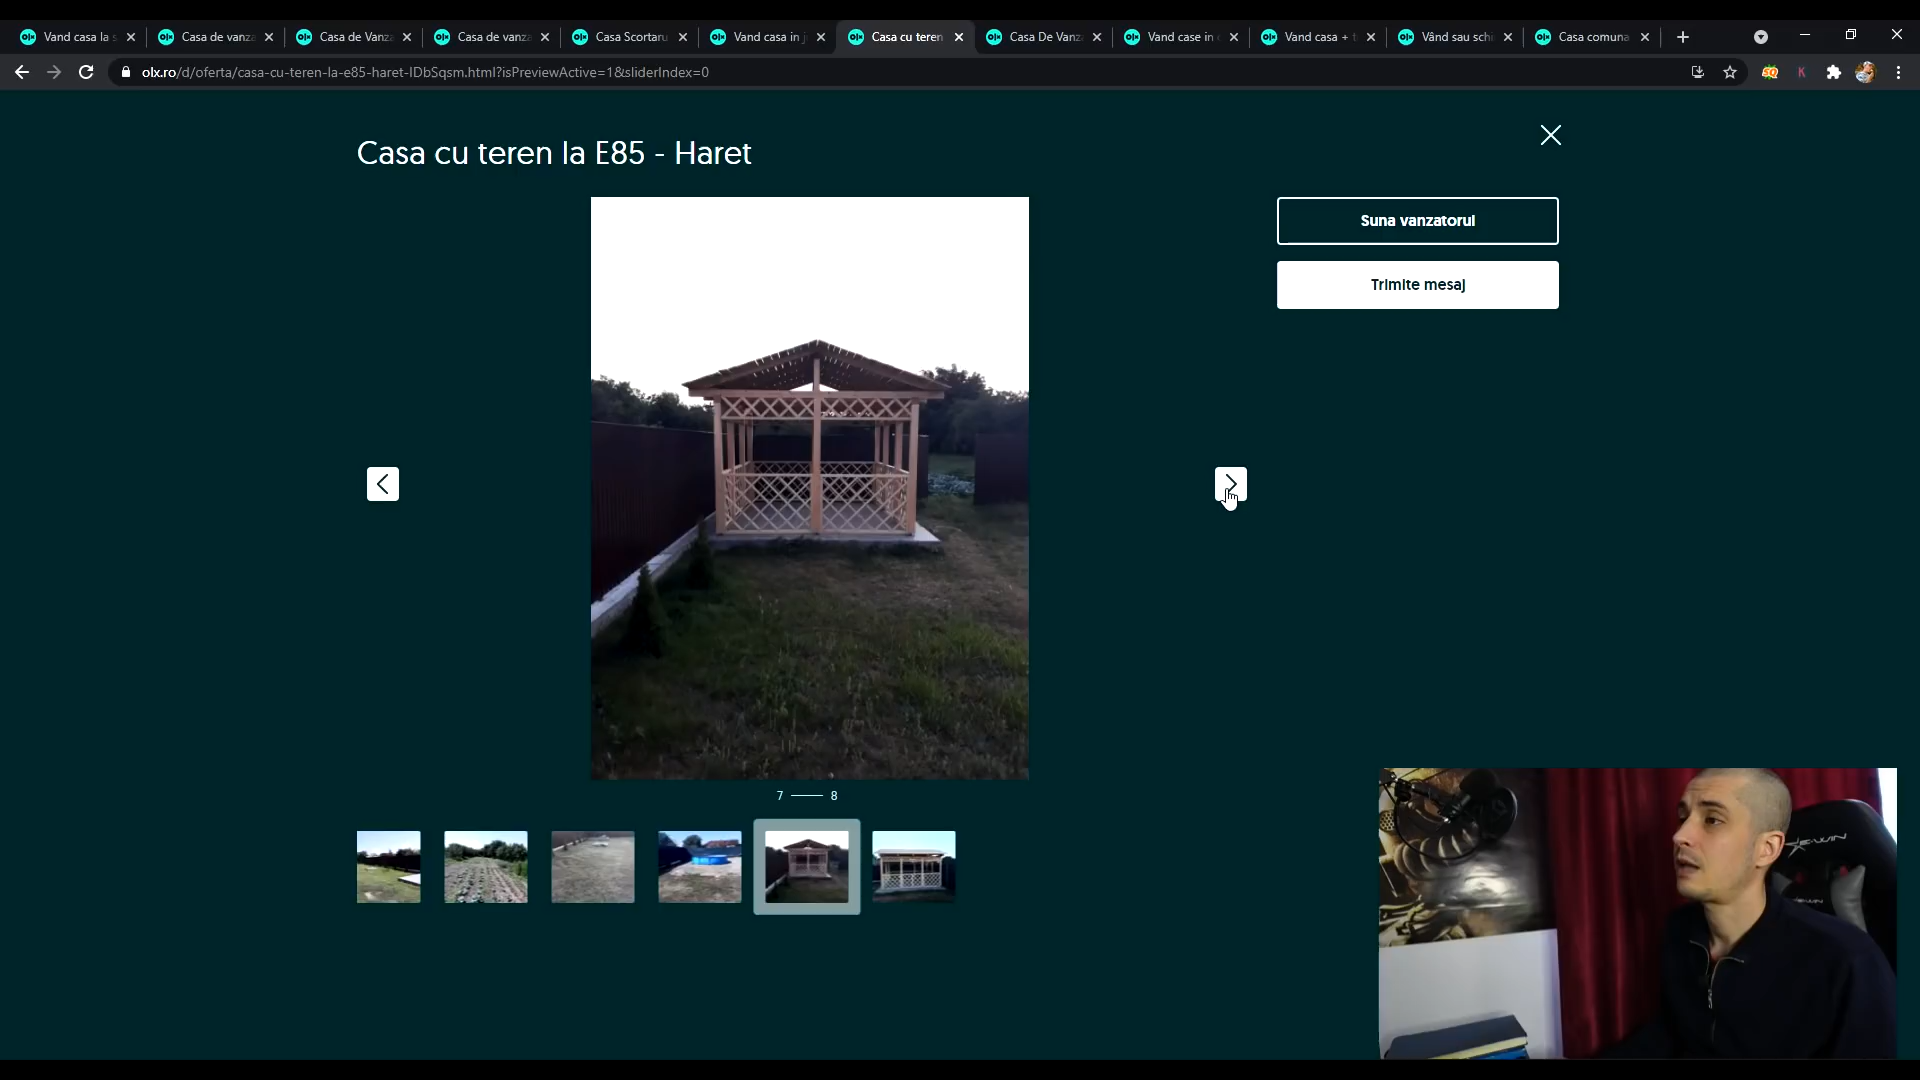 Vand casa la s
Casa de vanza
Casa de Vanz
Casa de vanz
Casa Scortaru
Vand casa in j
Casa cu teren
Casa De Vanz
Vand case in
Vand casa + t
Vând sau schi
Casa comuna
olx.ro/d/oferta/casa-cu-teren-la-e85-haret-IDbSqsm.html?isPreviewActive=1&sliderIndex=0
Casa cu teren la E85 - Haret
Suna vanzatorul
Trimite mesaj
7 — 8